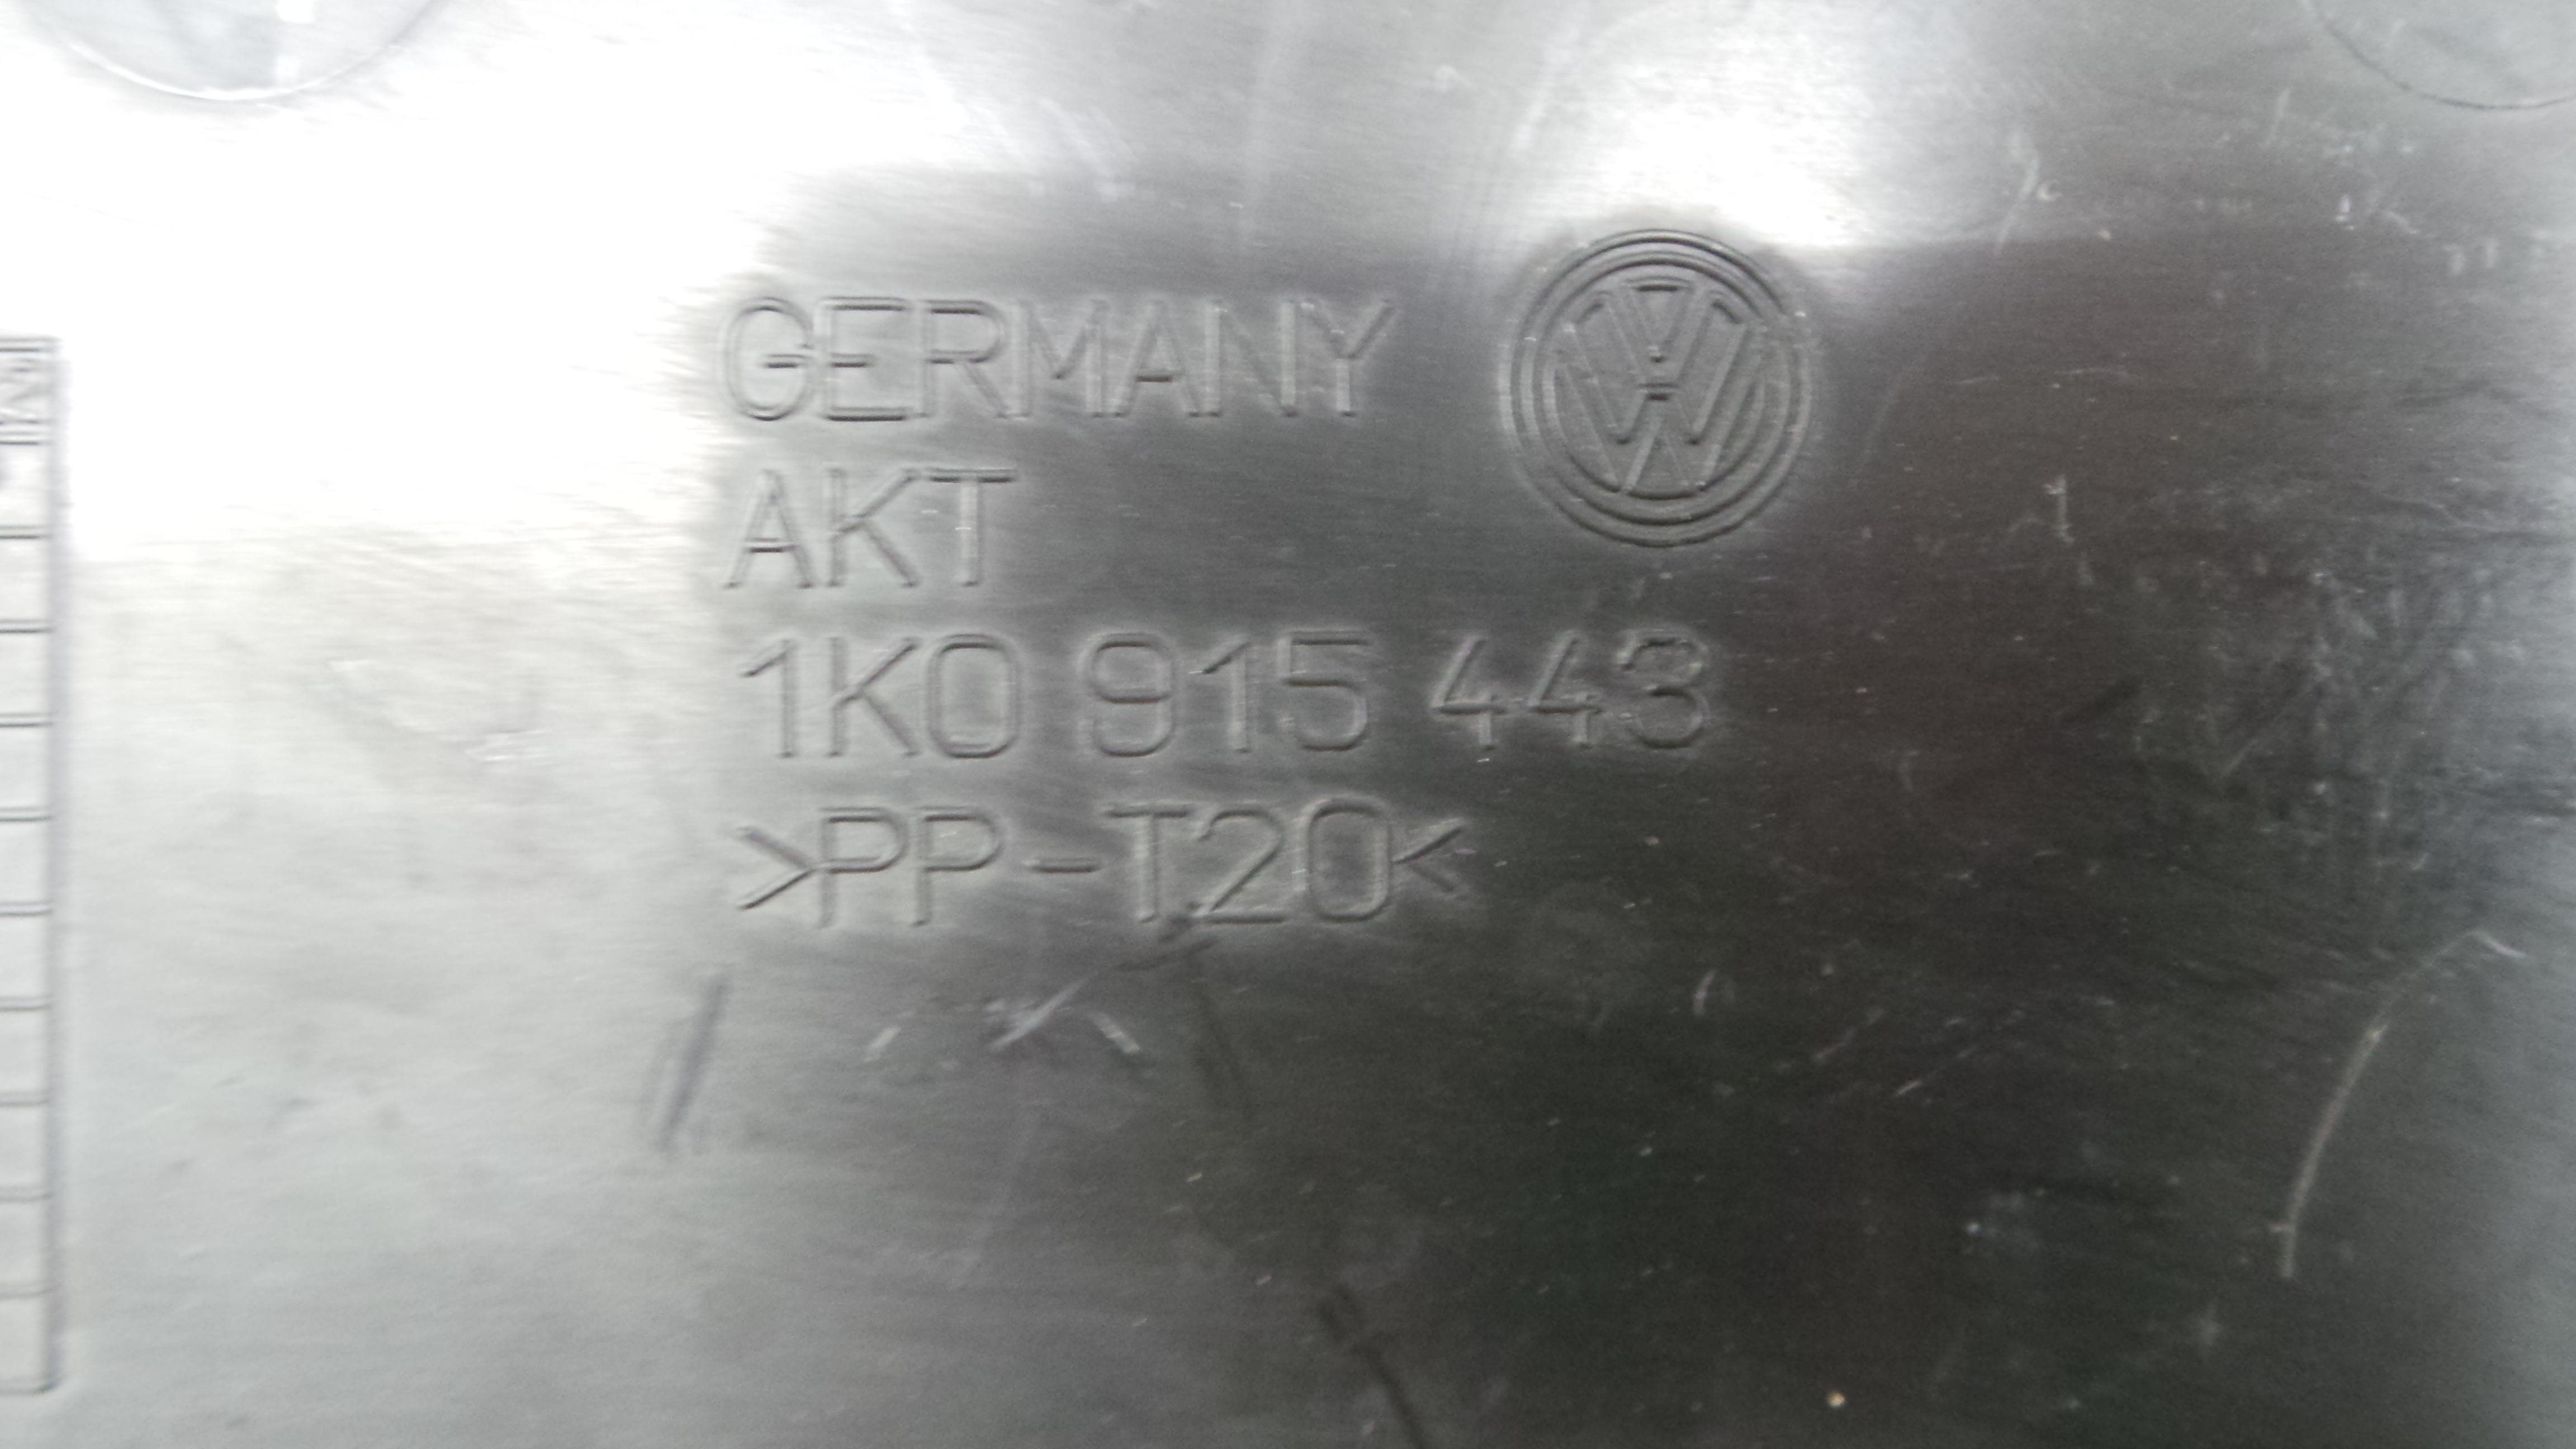 GERMANY
AKT
1K0 915 443
>PP-T20<